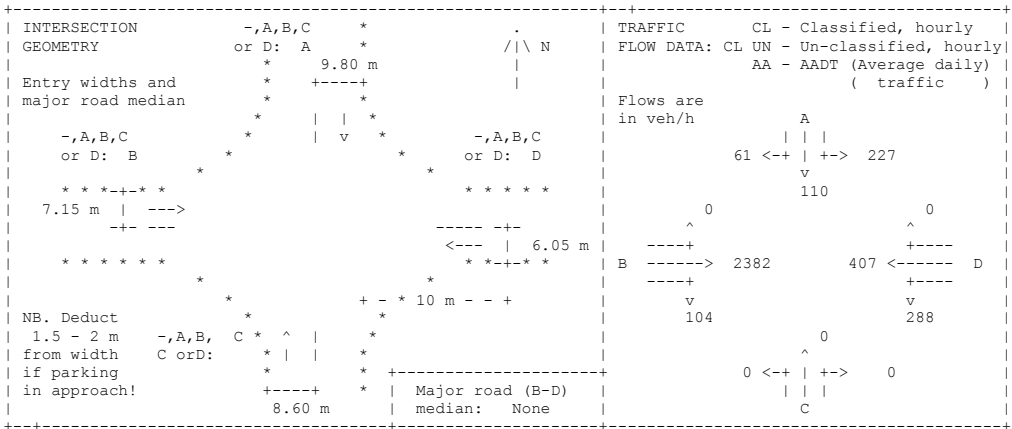 +-----------------------------------------------------------------------+--+--------------------------------------------+
| INTERSECTION             -,A,B,C      *              .              | TRAFFIC         CL - Classified, hourly   |
| GEOMETRY                or D:  A      *             /|\ N           | FLOW DATA: CL UN - Un-classified, hourly|
|                              *     9.80 m            |              |                 AA - AADT (Average daily) |
| Entry widths and             *     +----+            |              |                            (  traffic    ) |
| major road median            *      *                               | Flows are                                 |
|                             *      |  | *                           | in veh/h            A                     |
|     -,A,B,C                *       | v   *           -,A,B,C        |                   | | |                   |
|     or D:  B             *                   *       or D:  D       |              61 <-+ | +->  227            |
|                       *                         *                   |                     v                     |
|     * * *-+-* *                                     * * * * *       |                    110                    |
|   7.15 m  |  --->                                                   |           0                        0      |
|          -+- ---                                 ----- -+-          |          ^                       ^        |
|                                                   <---  |  6.05 m |    ----+                       +----     |
|     * * * * * *                                     * *-+-* *       | B  ------>  2382         407 <------  D |
|                       *                         *                   |    ----+                       +----     |
|                          *             + - * 10 m - - +             |         v                       v        |
| NB. Deduct                 *               *                        |        104                     288       |
|  1.5 - 2 m    -,A,B,  C *  ^  |      *                              |                       0                   |
| from width    C orD:      * |  |     *                              |                     ^                     |
| if parking                *          *  +-------------------------+               0 <-+ | +->    0            |
| in approach!              +----+     *  |  Major road (B-D)         |                   | | |                   |
|                            8.60 m       |  median:   None           |                     C                     |
+--+--------------------------------------+---------------------------+--------------------------------------------+